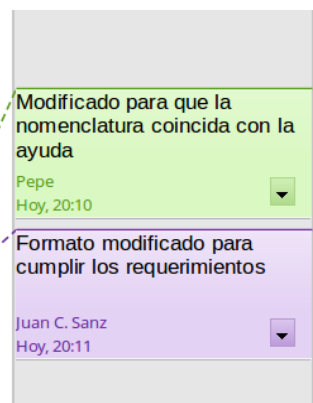 Modificado para que la
nomenclatura coincida con la
ayuda
Pepe
Hoy, 20:10
Formato modificado para
cumplir los requerimientos
Juan C. Sanz
Hoy, 20:11